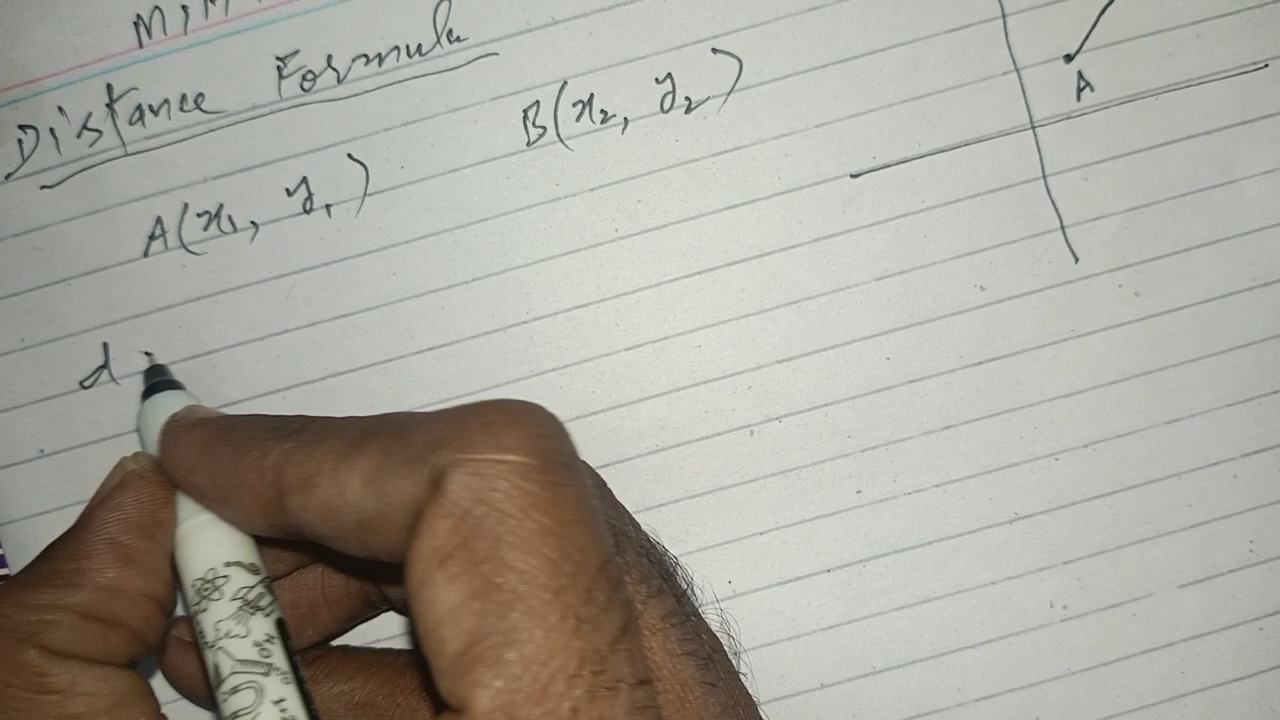 Distance Formula
A(x₁, y₁) B(x₂, y₂)
A
d